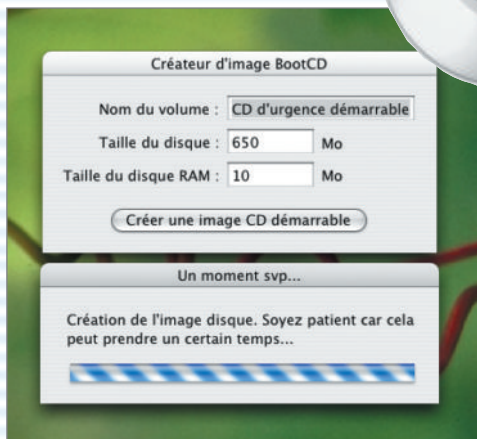 Créateur d'image BootCD
Nom du volume : CD d'urgence démarrable
Taille du disque : 650 Mo
Taille du disque RAM : 10 Mo
Créer une image CD démarrable
Un moment svp...
Création de l'image disque. Soyez patient car cela
peut prendre un certain temps...